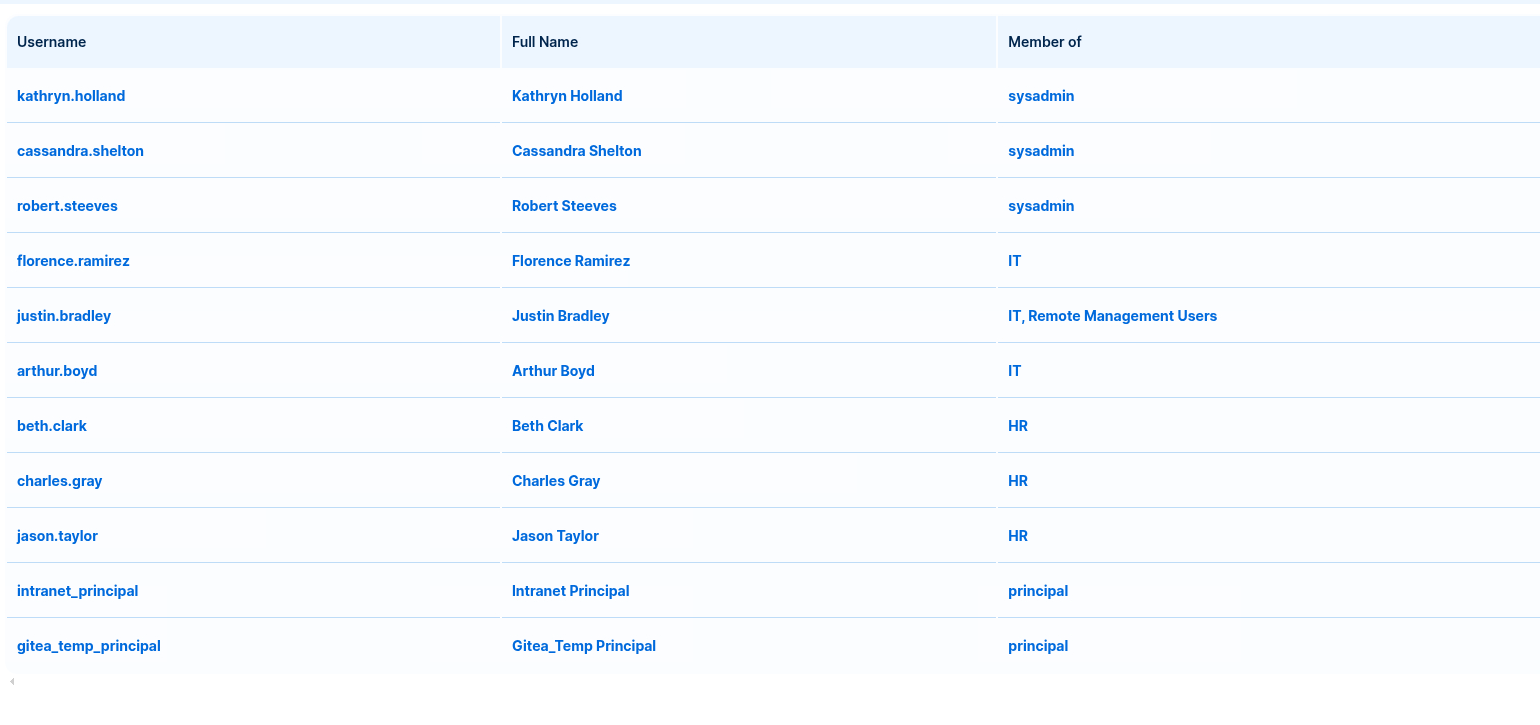 Username Full Name Member of
kathryn.holland Kathryn Holland sysadmin
cassandra.shelton Cassandra Shelton sysadmin
robert.steeves Robert Steeves sysadmin
florence.ramirez Florence Ramirez IT
justin.bradley Justin Bradley IT, Remote Management Users
arthur.boyd Arthur Boyd IT
beth.clark Beth Clark HR
charles.gray Charles Gray HR
jason.taylor Jason Taylor HR
intranet_principal Intranet Principal principal
gitea_temp_principal Gitea_Temp Principal principal